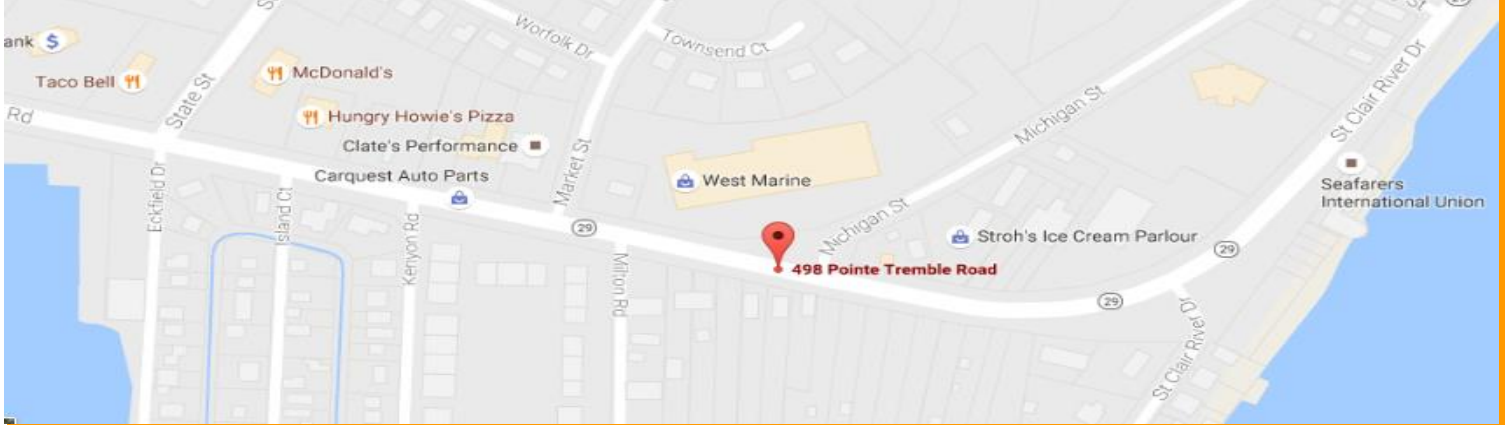 ank $
Taco Bell
Rd
State St
McDonald's
Hungry Howie's Pizza
Clate's Performance
Carquest Auto Parts
Worfolk Dr
Townsend Ct
Market St
West Marine
Michigan St
Michigan St
St
29
St Clair River Dr
Seafarers
International Union
Stroh's Ice Cream Parlour
29
Eckfield Dr
Island Ct
Kenyon Rd
29
Milton Rd
498 Pointe Tremble Road
29
St Clair River Dr